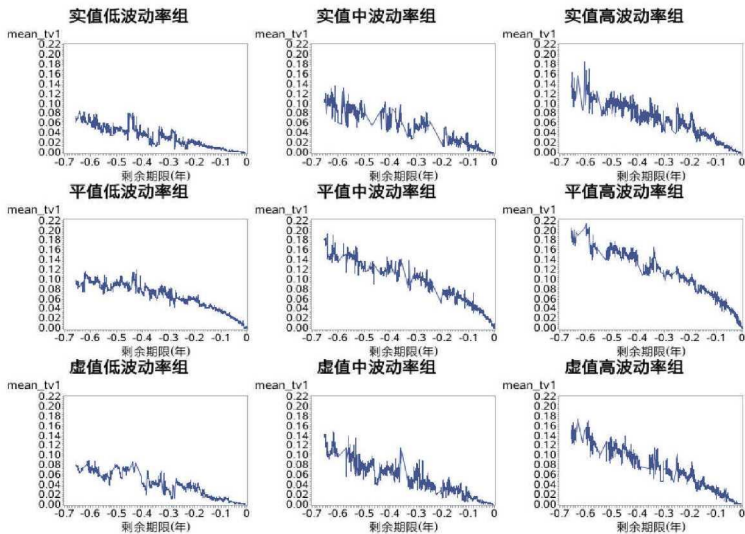 实值低波动率组 实值中波动率组 实值高波动率组
mean_tv1 mean_tv1 mean_tv1
0.22 0.22 0.22
0.20 0.20 0.20
0.18 0.18 0.18
0.16 0.16 0.16
0.14 0.14 0.14
0.12 0.12 0.12
0.10 0.10 0.10
0.08 0.08 0.08
0.06 0.06 0.06
0.04 0.04 0.04
0.02 0.02 0.02
0.00 0.00 0.00
-0.7 -0.6 -0.5 -0.4 -0.3 -0.2 -0.1 0 -0.7 -0.6 -0.5 -0.4 -0.3 -0.2 -0.1 0 -0.7 -0.6 -0.5 -0.4 -0.3 -0.2 -0.1 0
剩余期限(年) 剩余期限(年) 剩余期限(年)
平值低波动率组 平值中波动率组 平值高波动率组
mean_tv1 mean_tv1 mean_tv1
0.22 0.22 0.22
0.20 0.20 0.20
0.18 0.18 0.18
0.16 0.16 0.16
0.14 0.14 0.14
0.12 0.12 0.12
0.10 0.10 0.10
0.08 0.08 0.08
0.06 0.06 0.06
0.04 0.04 0.04
0.02 0.02 0.02
0.00 0.00 0.00
-0.7 -0.6 -0.5 -0.4 -0.3 -0.2 -0.1 0 -0.7 -0.6 -0.5 -0.4 -0.3 -0.2 -0.1 0 -0.7 -0.6 -0.5 -0.4 -0.3 -0.2 -0.1 0
剩余期限(年) 剩余期限(年) 剩余期限(年)
虚值低波动率组 虚值中波动率组 虚值高波动率组
mean_tv1 mean_tv1 mean_tv1
0.22 0.22 0.22
0.20 0.20 0.20
0.18 0.18 0.18
0.16 0.16 0.16
0.14 0.14 0.14
0.12 0.12 0.12
0.10 0.10 0.10
0.08 0.08 0.08
0.06 0.06 0.06
0.04 0.04 0.04
0.02 0.02 0.02
0.00 0.00 0.00
-0.7 -0.6 -0.5 -0.4 -0.3 -0.2 -0.1 0 -0.7 -0.6 -0.5 -0.4 -0.3 -0.2 -0.1 0 -0.7 -0.6 -0.5 -0.4 -0.3 -0.2 -0.1 0
剩余期限(年) 剩余期限(年) 剩余期限(年)